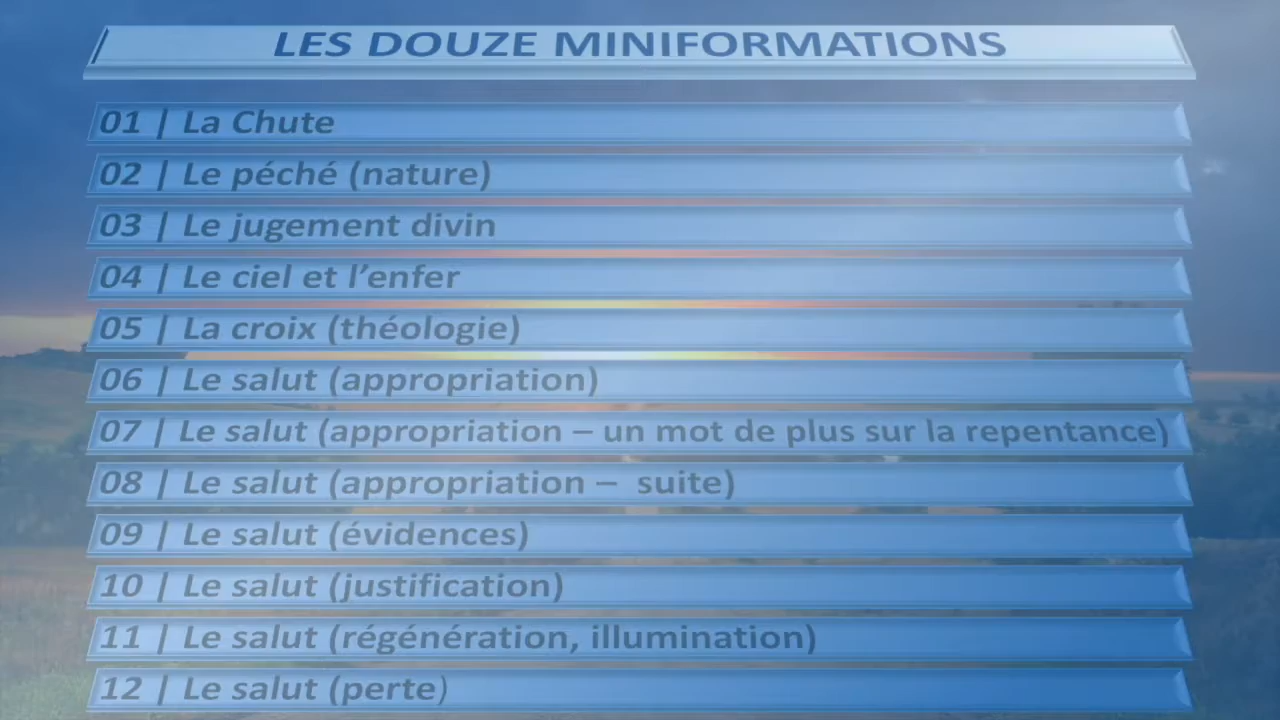 LES DOUZE MINIFORMATIONS
01 | La Chute
02 | Le péché (nature)
03 | Le jugement divin
04 | Le ciel et l’enfer
05 | La croix (théologie)
06 | Le salut (appropriation)
07 | Le salut (appropriation – un mot de plus sur la repentance)
08 | Le salut (appropriation – suite)
09 | Le salut (évidences)
10 | Le salut (justification)
11 | Le salut (régénération, illumination)
12 | Le salut (perte)